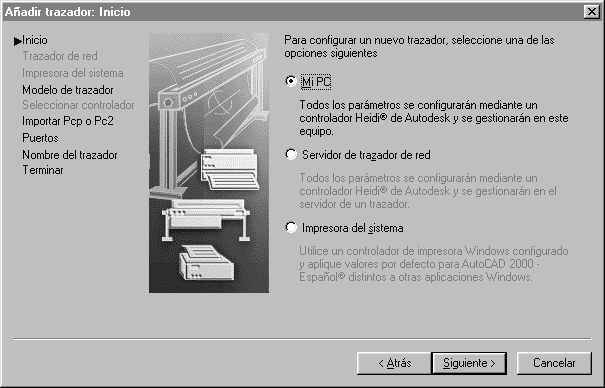 Añadir trazador: Inicio
Inicio
Trazador de red
Impresora del sistema
Modelo de trazador
Seleccionar controlador
Importar Pcp o Pc2
Puertos
Nombre del trazador
Terminar
Para configurar un nuevo trazador, seleccione una de las
opciones siguientes
Mi PC
Todos los parámetros se configurarán mediante un
controlador Heidi® de Autodesk y se gestionarán en este
equipo.
Servidor de trazador de red
Todos los parámetros se configurarán mediante un
controlador Heidi® de Autodesk y se gestionarán en el
servidor de un trazador.
Impresora del sistema
Utilice un controlador de impresora Windows configurado
y aplique valores por defecto para AutoCAD 2000 -
Español® distintos a otras aplicaciones Windows.
< Atrás
Siguiente >
Cancelar